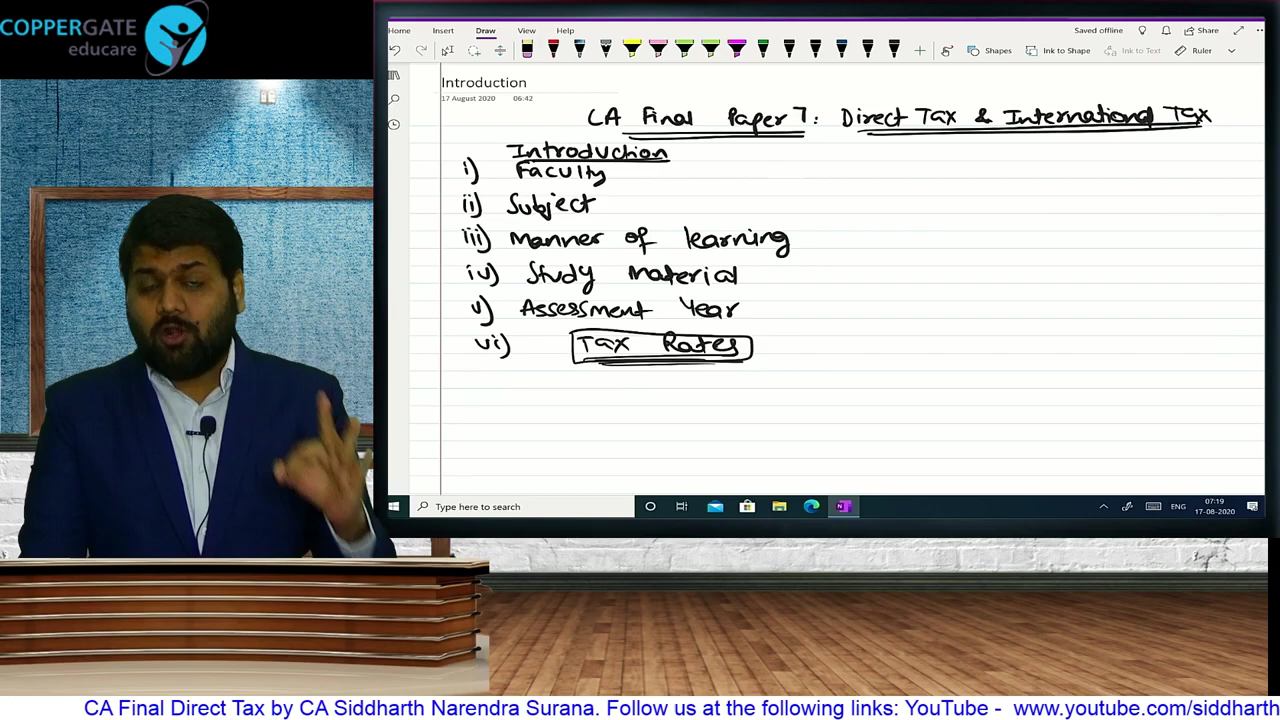 COPPERGATE
educare
Home Insert Draw View Help
Saved offline Share
Shapes Ink to Shape Ink to Text Ruler
Introduction
17 August 2020 06:42
CA Final Paper 7: Direct Tax & International Tax
Introduction
i) Faculty
ii) Subject
iii) Manner of learning
iv) Study Material
v) Assessment Year
vi) Tax Rates
Type here to search
ENG
07:19
17-08-2020
CA Final Direct Tax by CA Siddharth Narendra Surana. Follow us at the following links: YouTube - www.youtube.com/siddharth